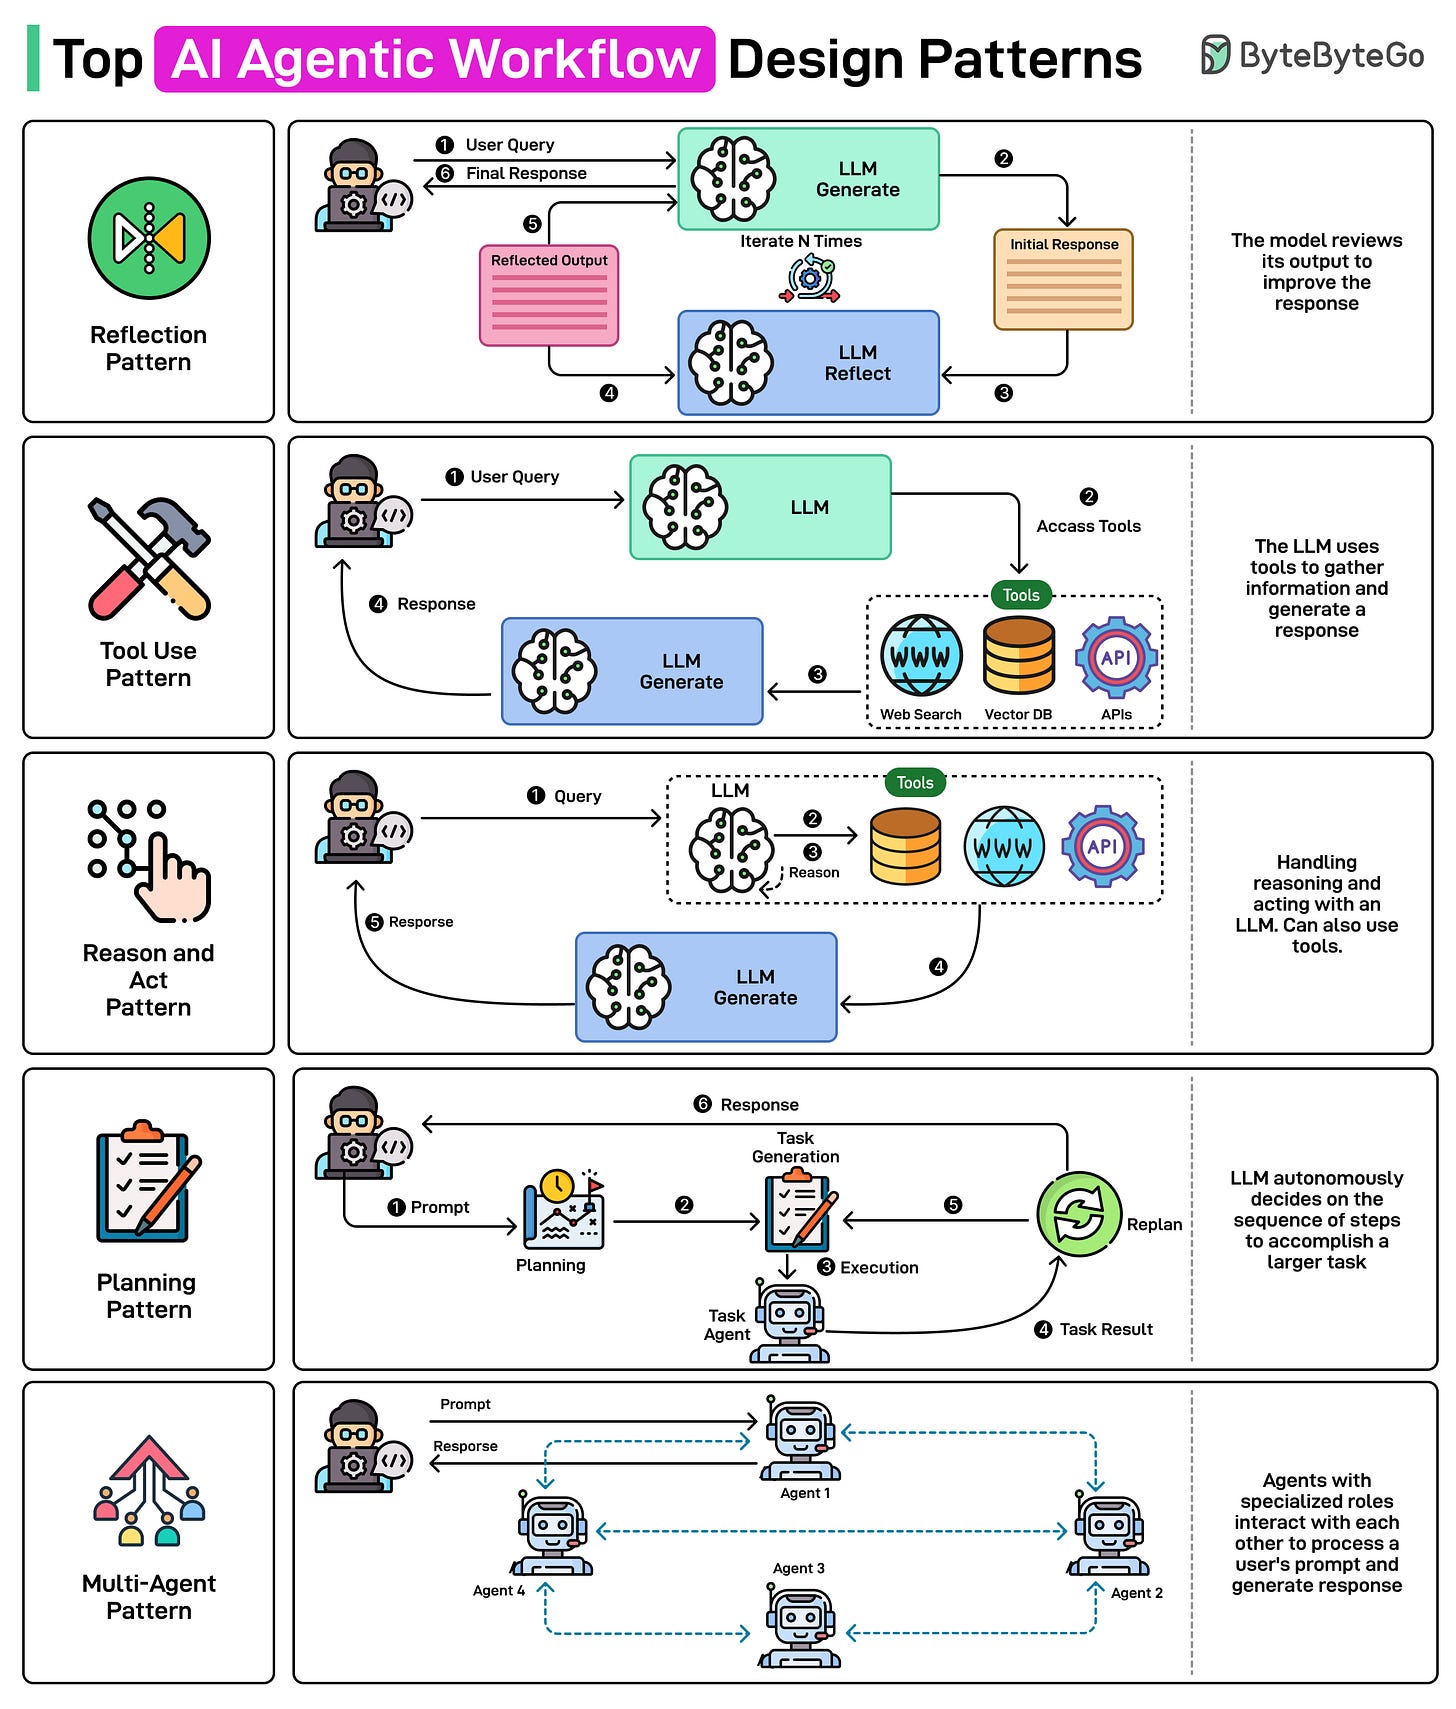 Top AI Agentic Workflow Design Patterns
ByteByteGo
Reflection
Pattern
1 User Query
6 Final Response
5
Reflected Output
4
LLM
Generate
Iterate N Times
LLM
Reflect
2
Initial Response
3
The model reviews
its output to
improve the
response
Tool Use
Pattern
1 User Query
LLM
2
Accass Tools
Tools
WWW
API
Web Search
Vector DB
APIs
3
LLM
Generate
4 Response
The LLM uses
tools to gather
information and
generate a
response
Reason and
Act
Pattern
1 Query
LLM
2
3
Reason
Tools
WWW
API
4
LLM
Generate
5 Response
Handling
reasoning and
acting with an
LLM. Can also use
tools.
Planning
Pattern
6 Response
1 Prompt
Planning
2
Task
Generation
3 Execution
Task
Agent
4 Task Result
5
Replan
LLM autonomously
decides on the
sequence of steps
to accomplish a
larger task
Multi-Agent
Pattern
Prompt
Response
Agent 1
Agent 4
Agent 3
Agent 2
Agents with
specialized roles
interact with each
other to process a
user's prompt and
generate response